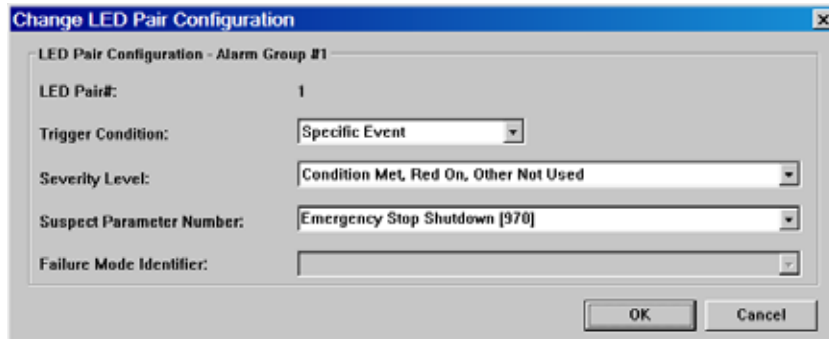 Change LED Pair Configuration
LED Pair Configuration - Alarm Group #1
LED Pair#: 1
Trigger Condition: Specific Event
Severity Level: Condition Met, Red On, Other Not Used
Suspect Parameter Number: Emergency Stop Shutdown [970]
Failure Mode Identifier:
OK Cancel